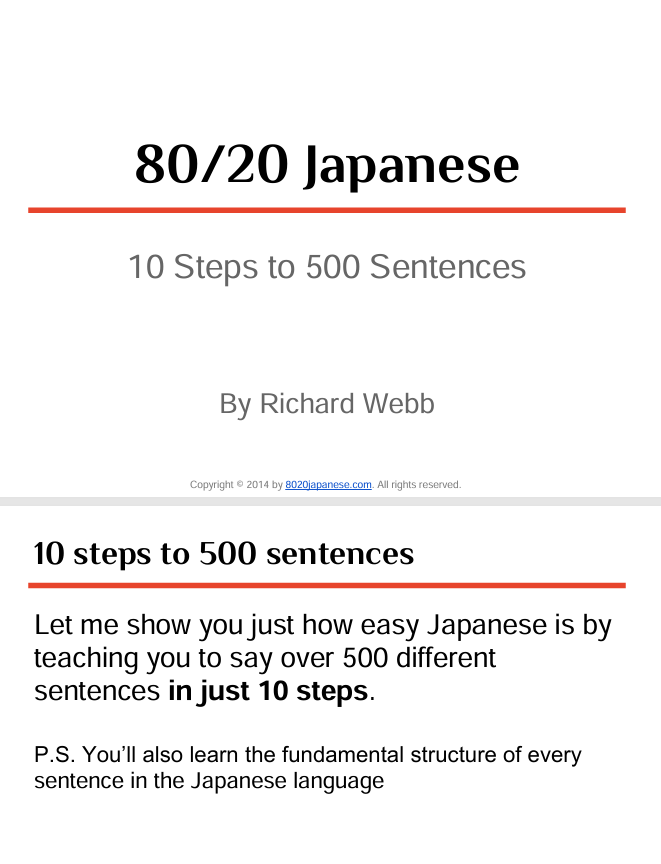 80/20 Japanese
10 Steps to 500 Sentences
By Richard Webb
Copyright © 2014 by 8020japanese.com. All rights reserved.
10 steps to 500 sentences
Let me show you just how easy Japanese is by
teaching you to say over 500 different
sentences in just 10 steps.
P.S. You’ll also learn the fundamental structure of every
sentence in the Japanese language